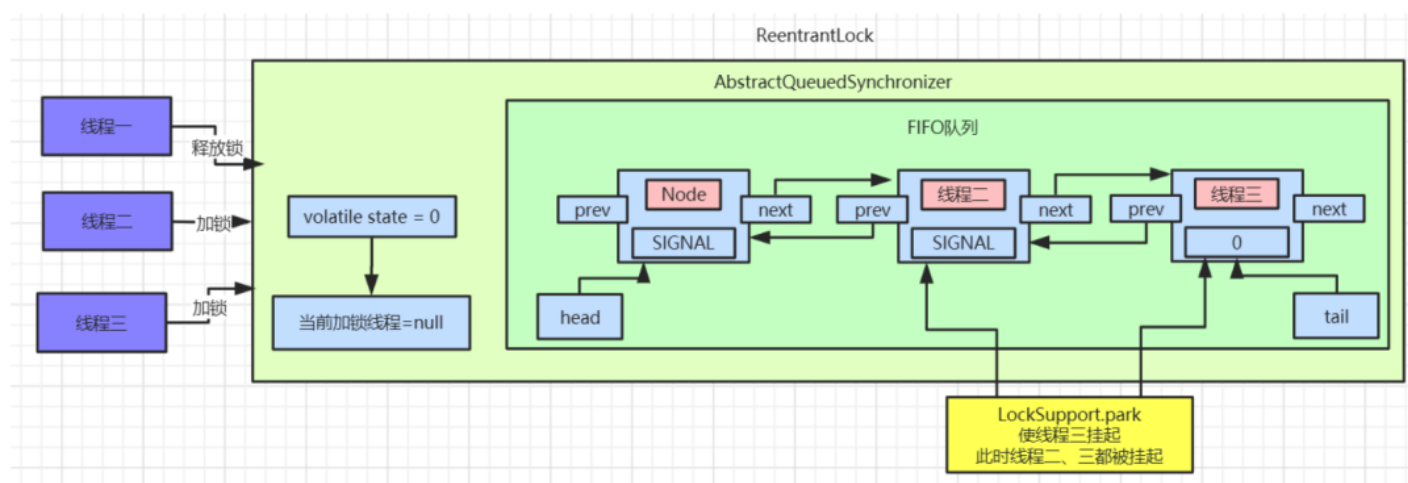 ReentrantLock
AbstractQueuedSynchronizer
FIFO队列
线程一
释放锁
线程二
加锁
线程三
加锁
volatile state = 0
当前加锁线程=null
prev
Node
next
SIGNAL
prev
线程二
next
SIGNAL
prev
线程三
next
0
head
tail
LockSupport.park
使线程三挂起
此时线程二、三都被挂起